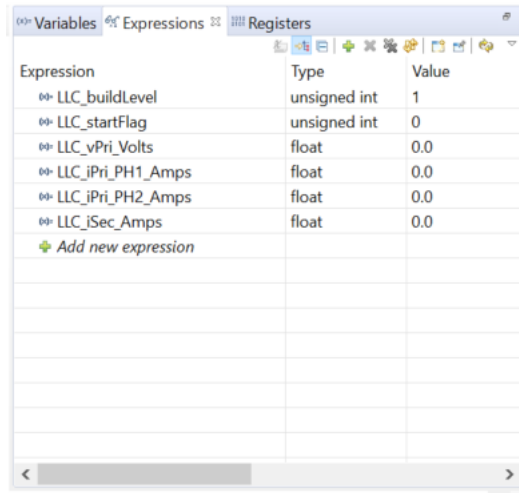 Variables Expressions Registers
Expression Type Value
LLC_buildLevel unsigned int 1
LLC_startFlag unsigned int 0
LLC_vPri_Volts float 0.0
LLC_iPri_PH1_Amps float 0.0
LLC_iPri_PH2_Amps float 0.0
LLC_iSec_Amps float 0.0
Add new expression